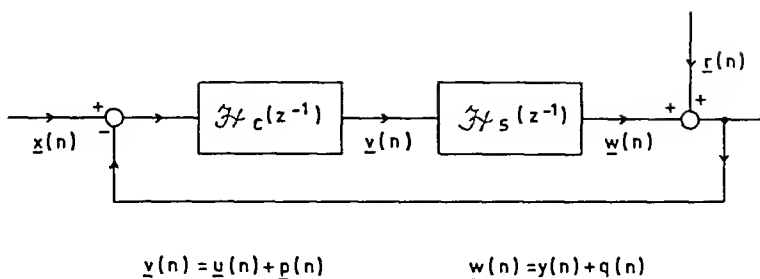 r(n)
+
ℋc(z⁻¹)
ℋs(z⁻¹)
+ +
-
x(n)
v(n)
w(n)
v(n) = u(n) + p(n)
w(n) = y(n) + q(n)